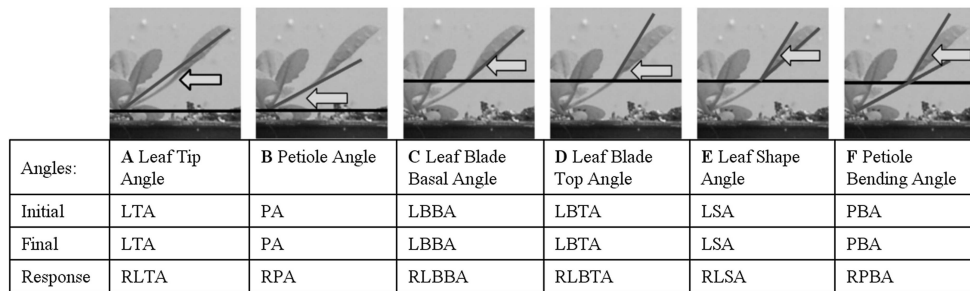 Angles: A Leaf Tip Angle B Petiole Angle C Leaf Blade Basal Angle D Leaf Blade Top Angle E Leaf Shape Angle F Petiole Bending Angle
Initial LTA PA LBBA LBTA LSA PBA
Final LTA PA LBBA LBTA LSA PBA
Response RLTA RPA RLBBA RLBTA RLSA RPBA